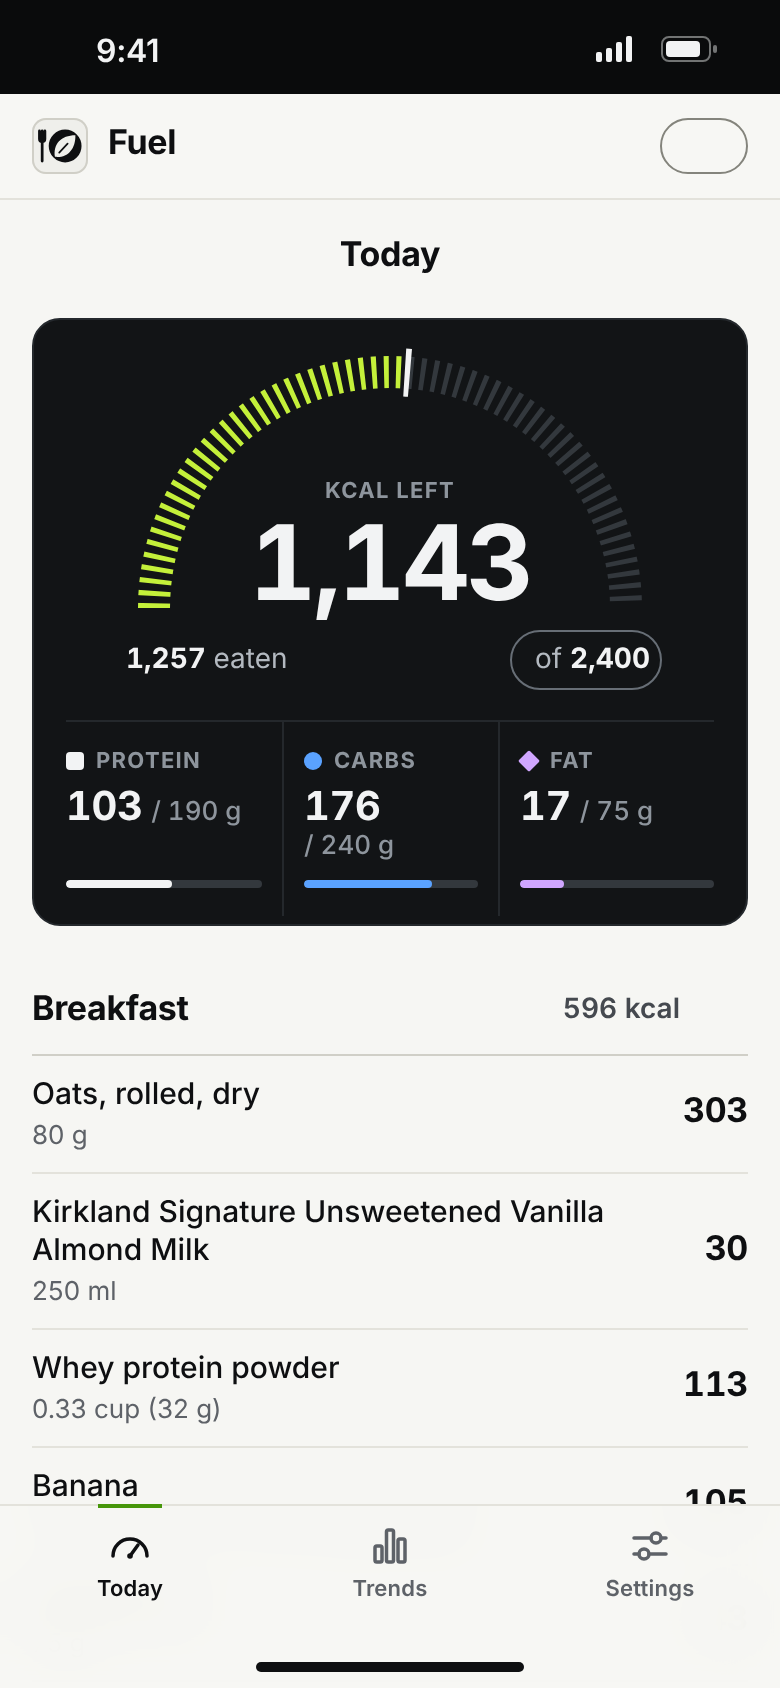 9:41
Fuel
Today
KCAL LEFT
1,143
1,257 eaten
of 2,400
PROTEIN
103 / 190 g
CARBS
176
/ 240 g
FAT
17 / 75 g
Breakfast
596 kcal
Oats, rolled, dry
80 g
303
Kirkland Signature Unsweetened Vanilla
Almond Milk
250 ml
30
Whey protein powder
0.33 cup (32 g)
113
Banana
105
Today
Trends
Settings